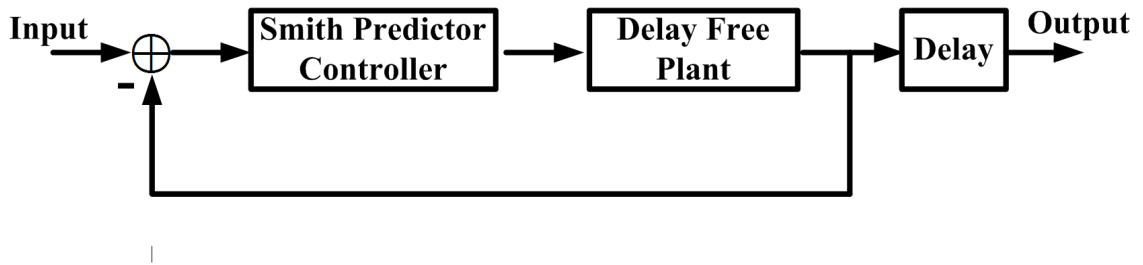 Input
Smith Predictor
Controller
Delay Free
Plant
Delay
Output
-